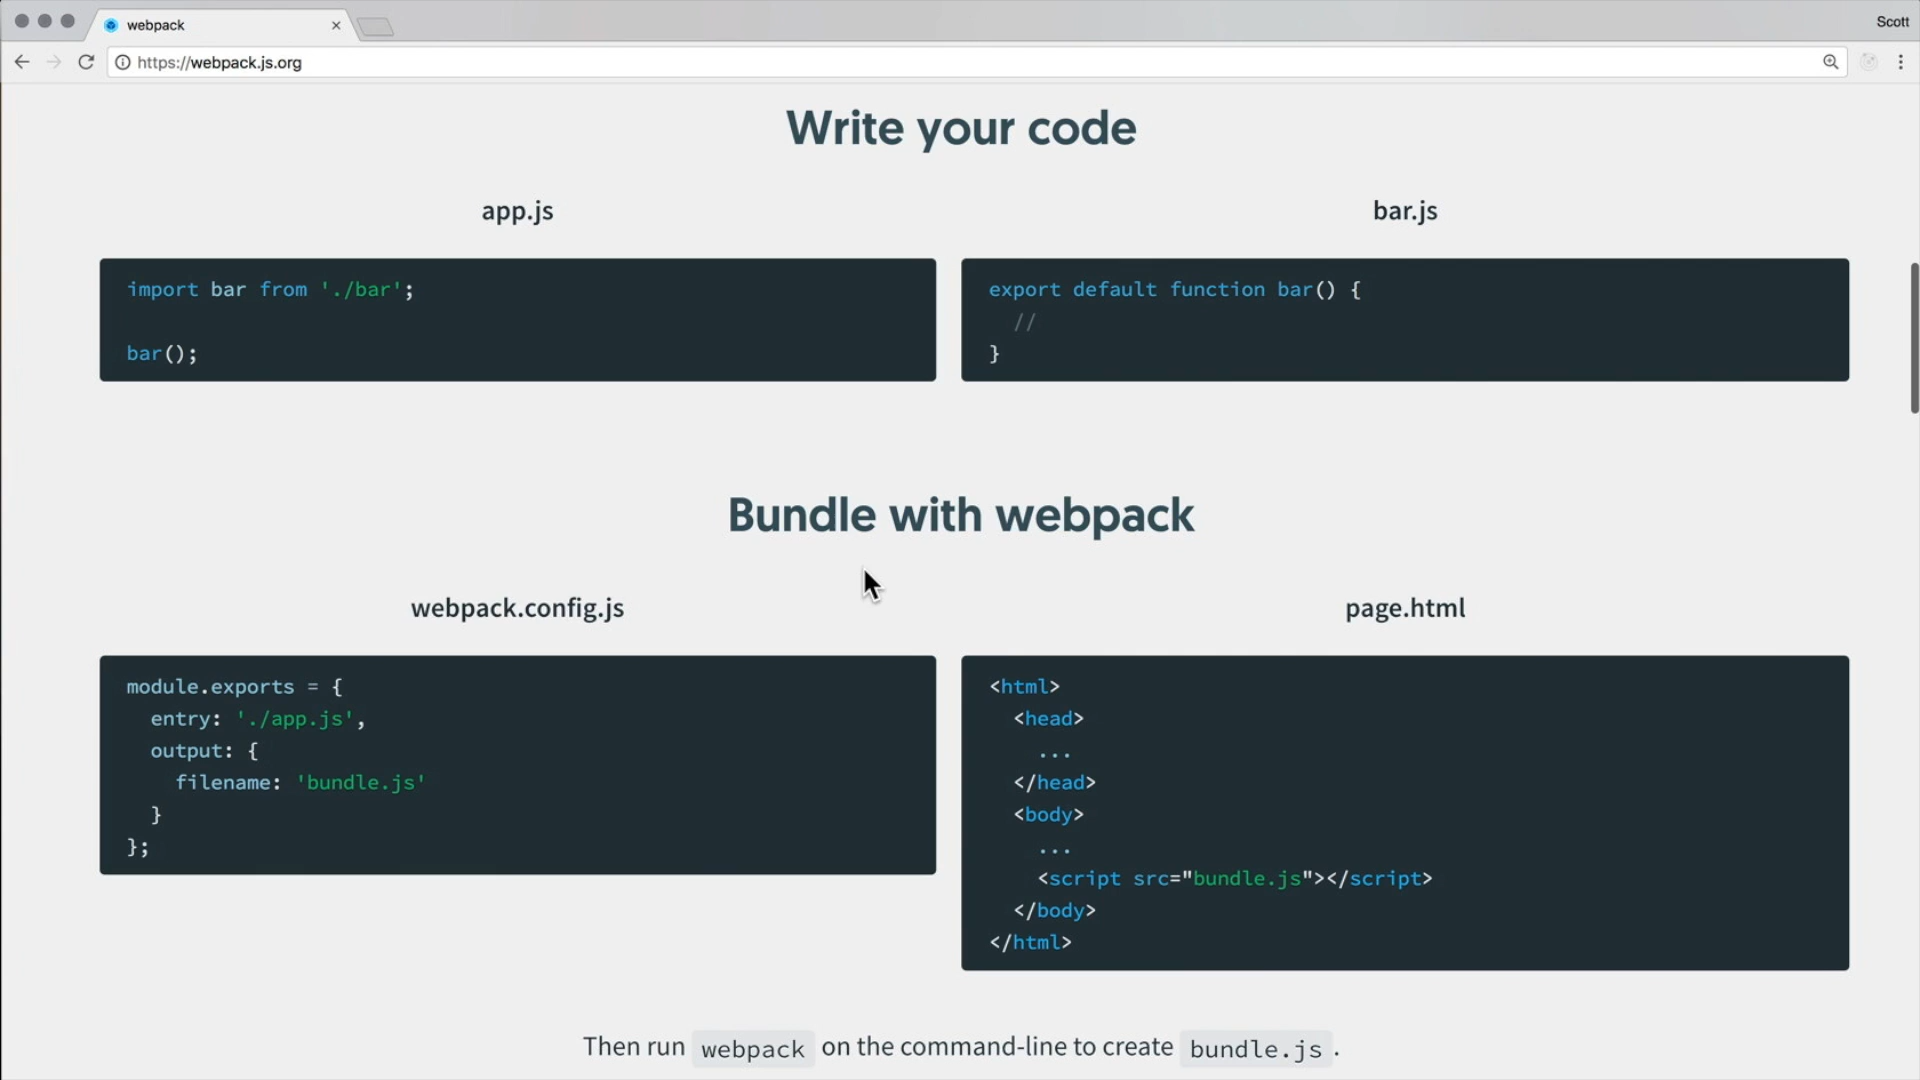 webpack
Scott
https://webpack.js.org
Write your code
app.js
bar.js
import bar from './bar';
bar();
export default function bar() {
  //
}
Bundle with webpack
webpack.config.js
page.html
module.exports = {
  entry: './app.js',
  output: {
    filename: 'bundle.js'
  }
};
<html>
  <head>
    ...
  </head>
  <body>
    ...
    <script src="bundle.js"></script>
  </body>
</html>
Then run webpack on the command-line to create bundle.js .